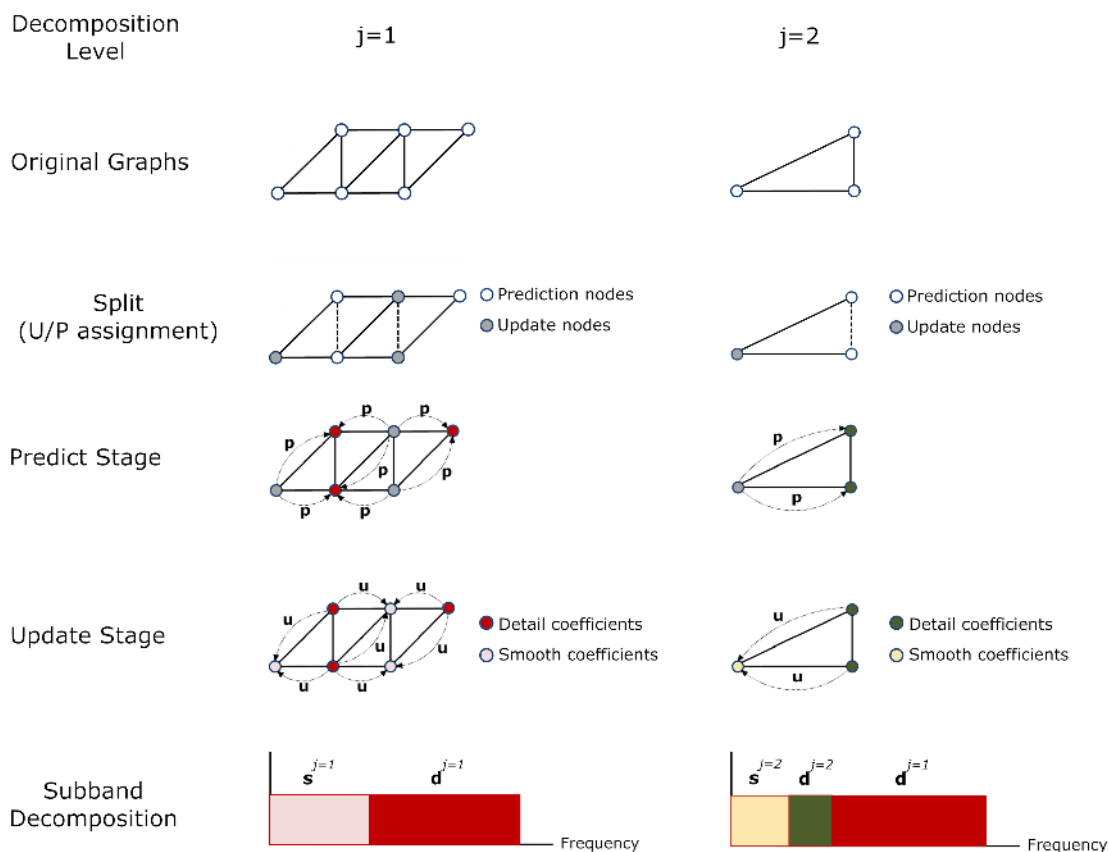 Decomposition
Level
j=1
j=2
Original Graphs
Split
(U/P assignment)
Prediction nodes
Update nodes
Prediction nodes
Update nodes
Predict Stage
p
p
p
p
p
p
p
p
p
Update Stage
u
u
u
u
u
u
u
Detail coefficients
Smooth coefficients
u
u
Detail coefficients
Smooth coefficients
Subband
Decomposition
s^{j=1}
d^{j=1}
Frequency
s^{j=2}
d^{j=2}
d^{j=1}
Frequency